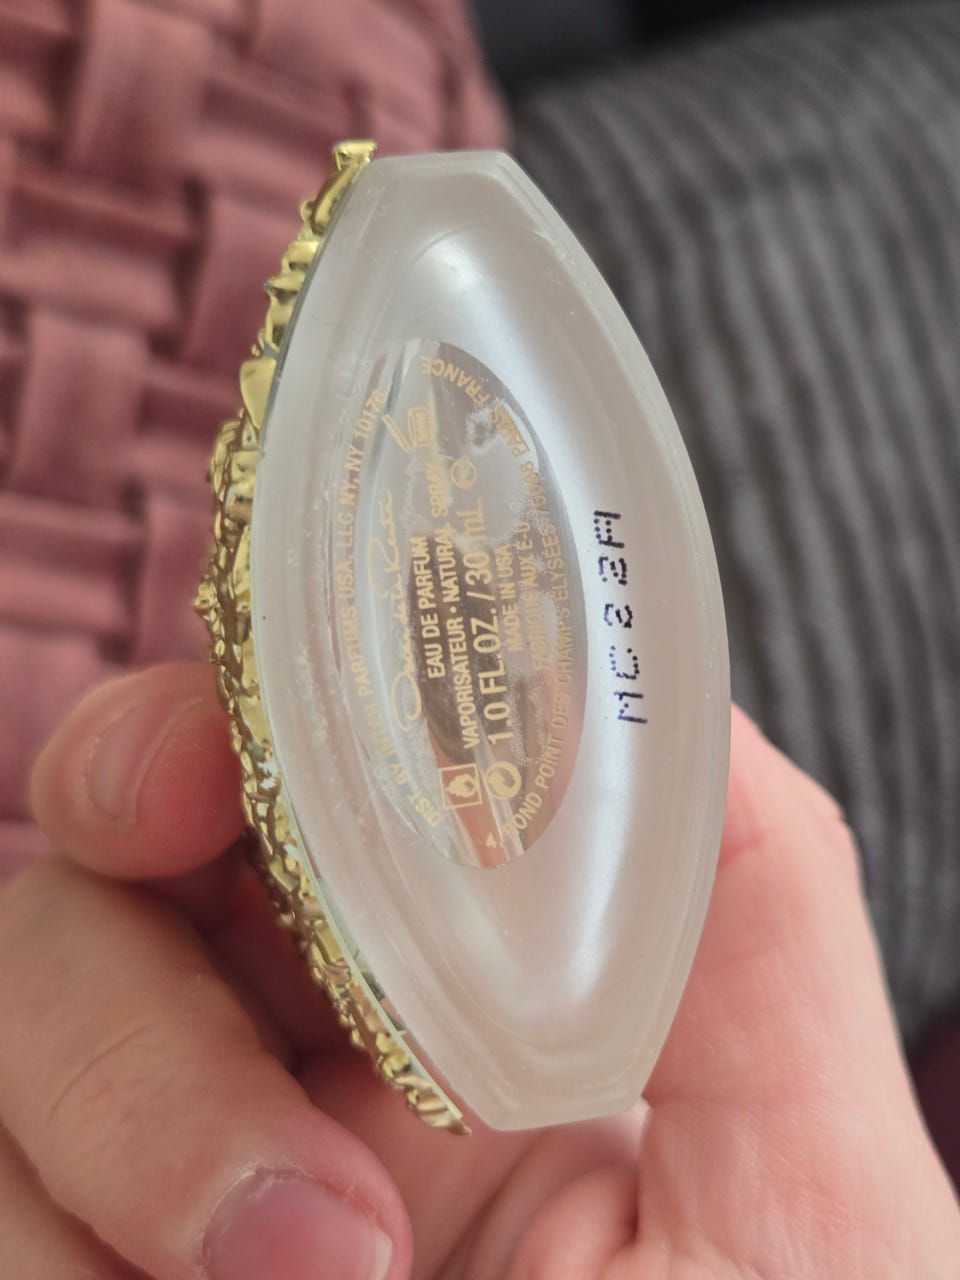 DIST. BY INTER PARFUMS USA, LLC NY, NY 10176
Oscar de la Renta
EAU DE PARFUM
VAPORISATEUR • NATURAL SPRAY
1.0 FL.OZ. / 30 mL e
MADE IN USA
FABRIQUÉ AUX É-U
4 ROND POINT DES CHAMPS ELYSEES 75008 PARIS FRANCE